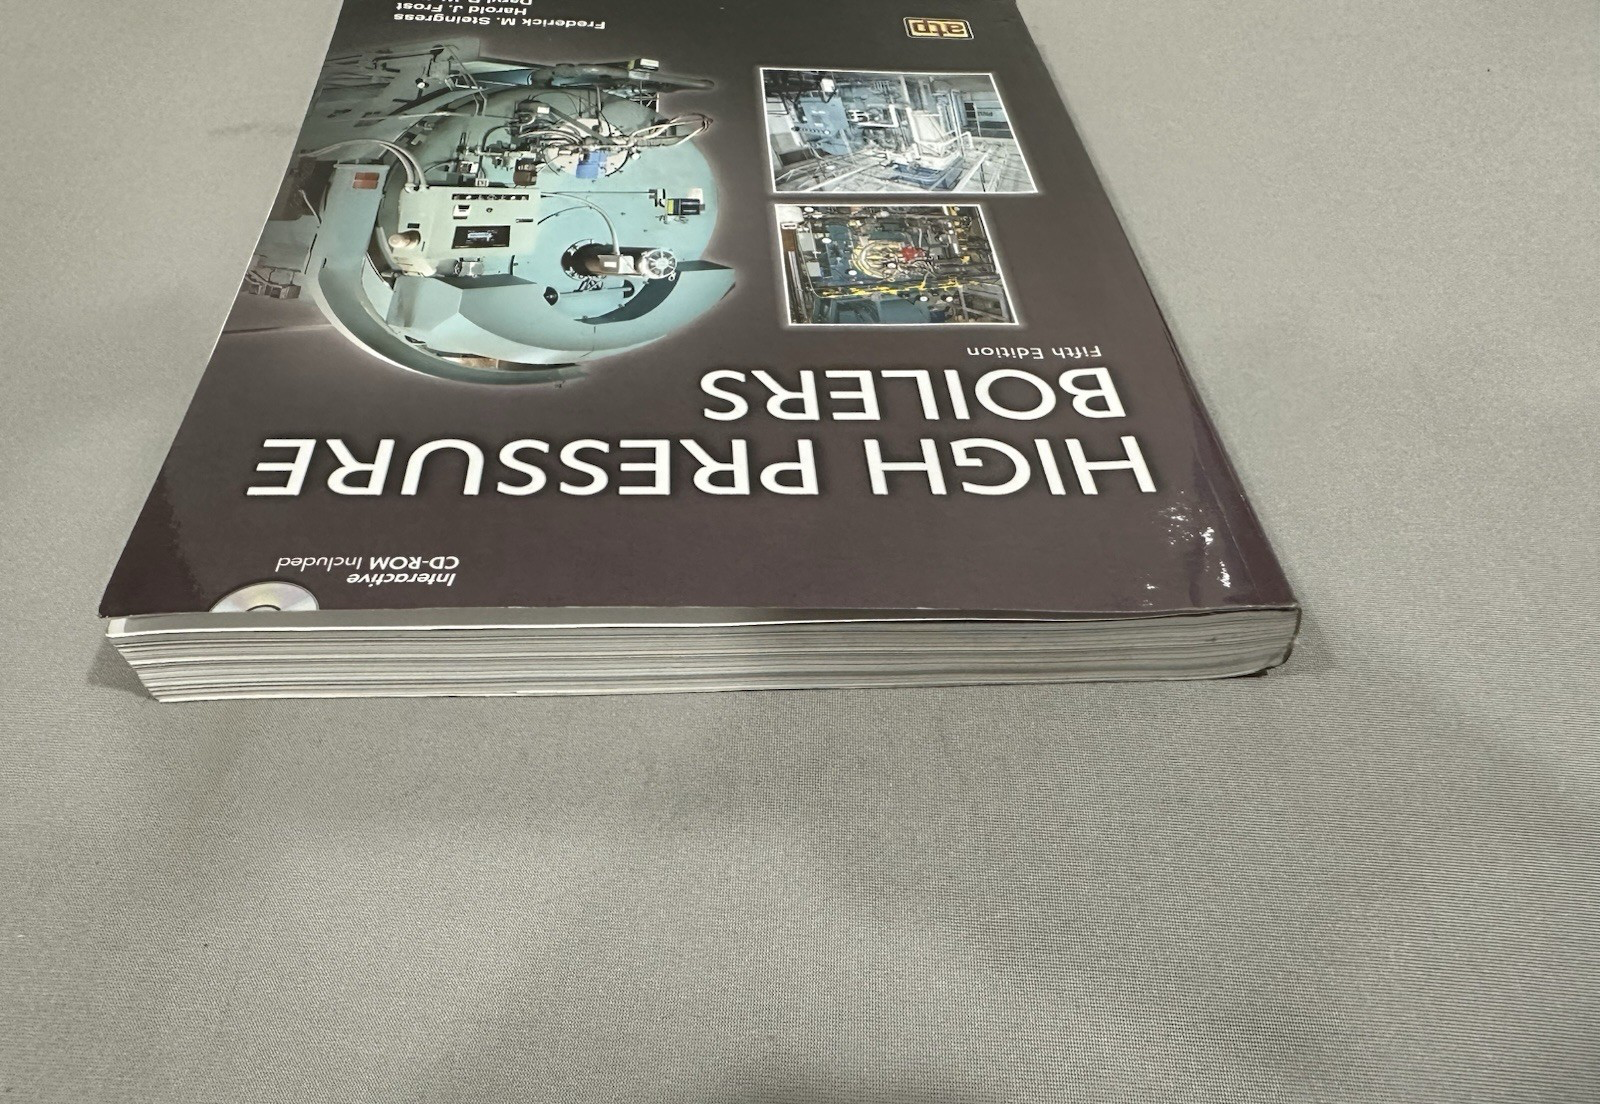 Interactive
CD-ROM Included
HIGH PRESSURE
BOILERS
Fifth Edition
Frederick M. Steingress
Harold J. Frost
atp